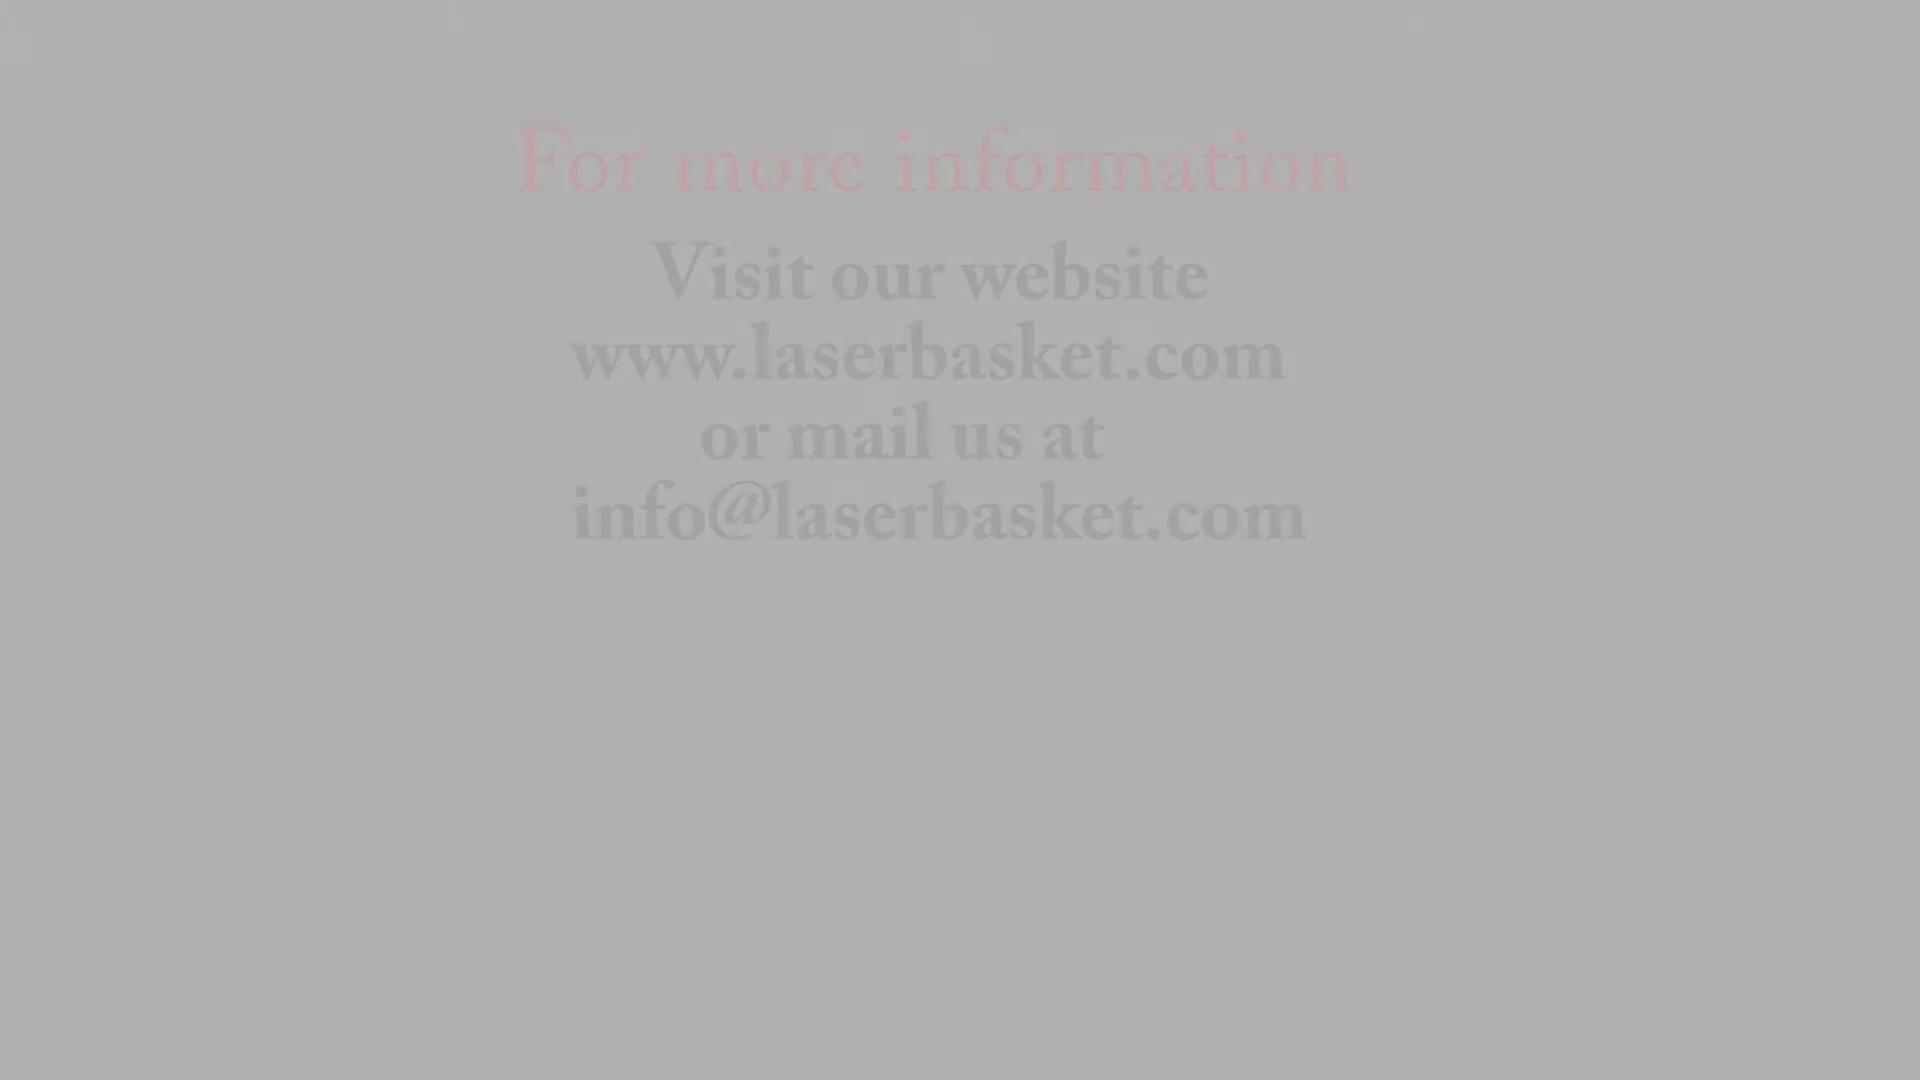 For more information
Visit our website
www.laserbasket.com
or mail us at
info@laserbasket.com